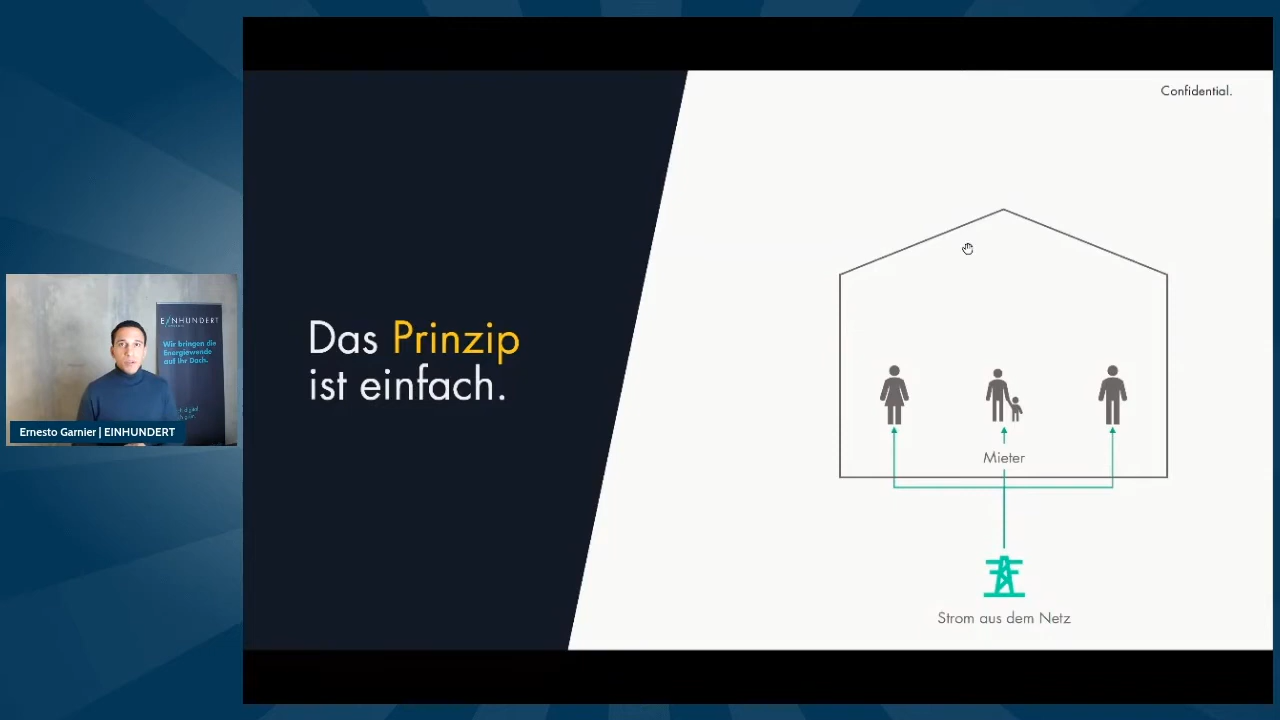 Confidential.
Das Prinzip
ist einfach.
Mieter
Strom aus dem Netz
EINHUNDERT
Wir bringen die
Energiewende
auf Ihr Dach.
Ernesto Garnier | EINHUNDERT